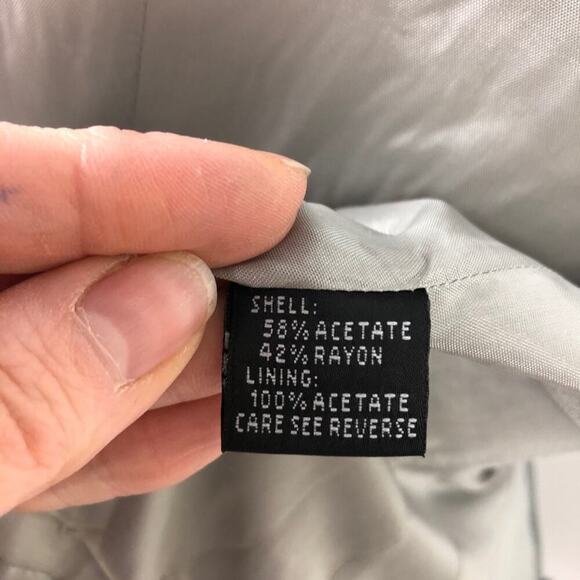 SHELL:
58% ACETATE
42% RAYON
LINING:
100% ACETATE
CARE SEE REVERSE